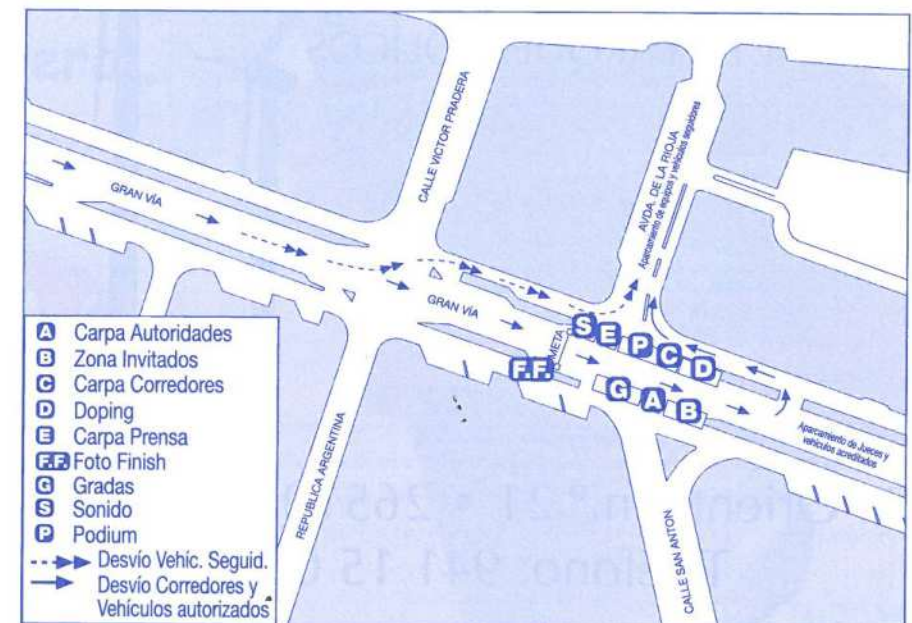 GRAN VÍA
CALLE VICTOR PRADERA
AVDA. DE LA RIOJA
Aparcamiento de equipos y vehículos seguidores
GRAN VÍA
META
S E P C D
F.F.
G A B
Aparcamiento de Jueces y
vehículos acreditados
REPUBLICA ARGENTINA
CALLE SAN ANTON
A Carpa Autoridades
B Zona Invitados
C Carpa Corredores
D Doping
E Carpa Prensa
F.F. Foto Finish
G Gradas
S Sonido
P Podium
Desvío Vehíc. Seguid.
Desvío Corredores y
Vehículos autorizados